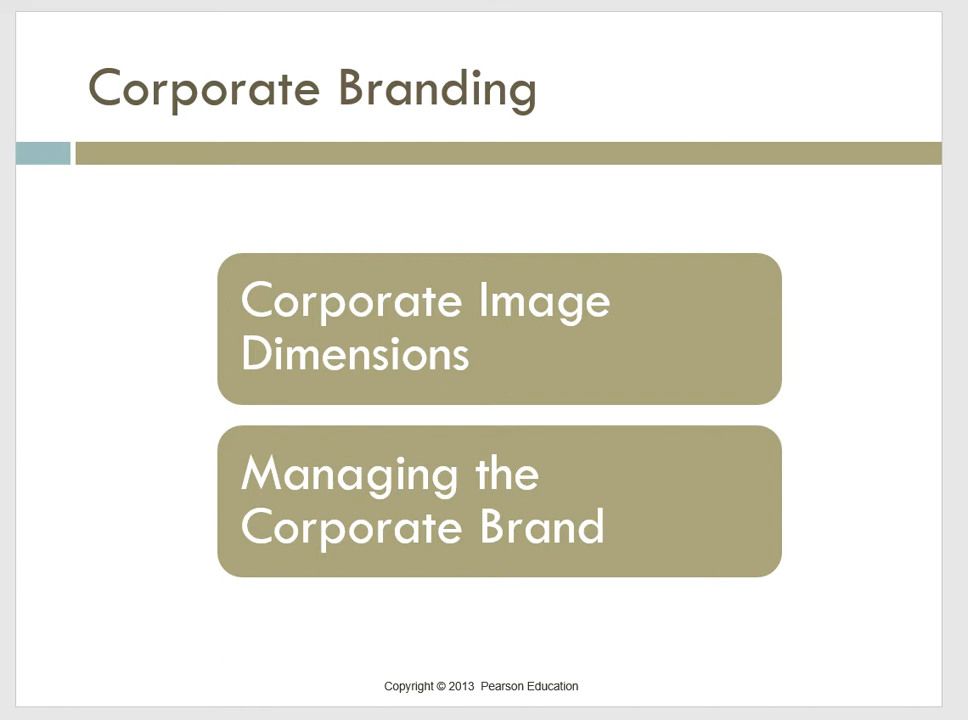 Corporate Branding
Corporate Image
Dimensions
Managing the
Corporate Brand
Copyright © 2013 Pearson Education